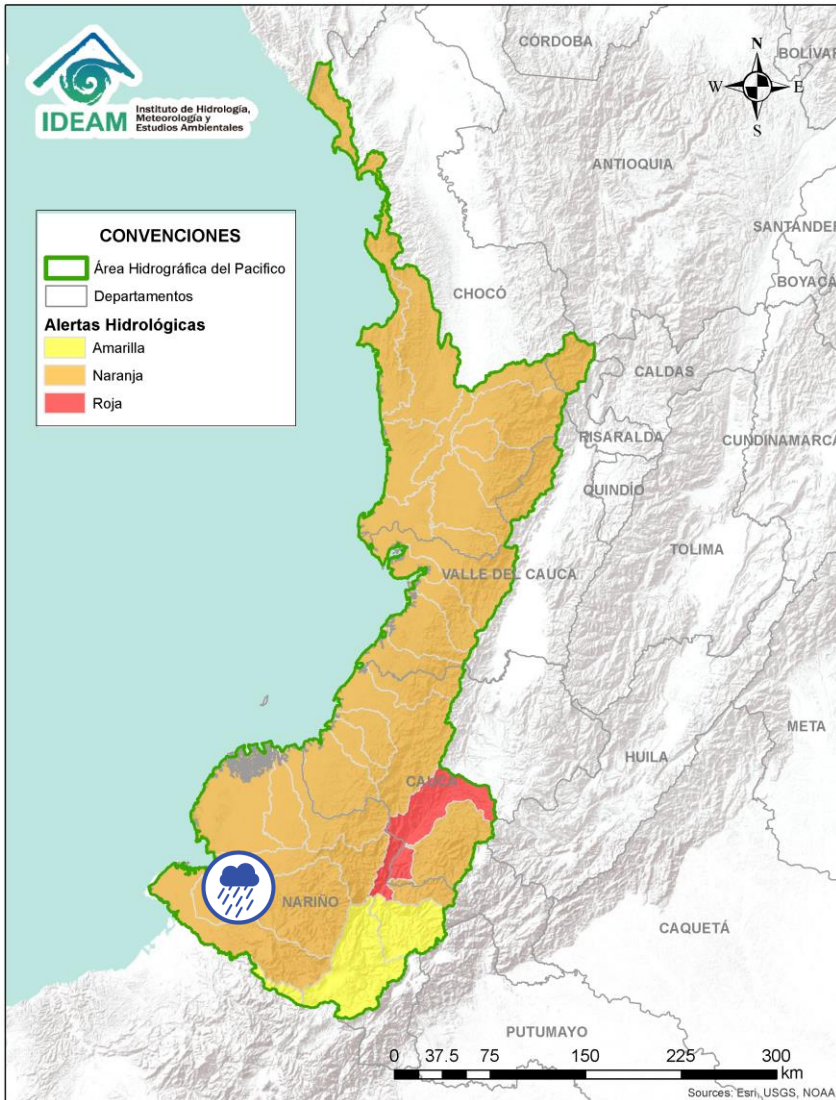 IDEAM
Instituto de Hidrología,
Meteorología y
Estudios Ambientales
N
W
E
S
CÓRDOBA
BOLÍVAR
ANTIOQUIA
SANTANDER
BOYACÁ
CHOCÓ
CALDAS
RISARALDA
CUNDINAMARCA
QUINDÍO
TOLIMA
VALLE DEL CAUCA
META
HUILA
CAUCA
NARIÑO
CAQUETÁ
PUTUMAYO
CONVENCIONES
Área Hidrográfica del Pacifico
Departamentos
Alertas Hidrológicas
Amarilla
Naranja
Roja
0 37.5 75 150 225 300
km
Sources: Esri, USGS, NOAA